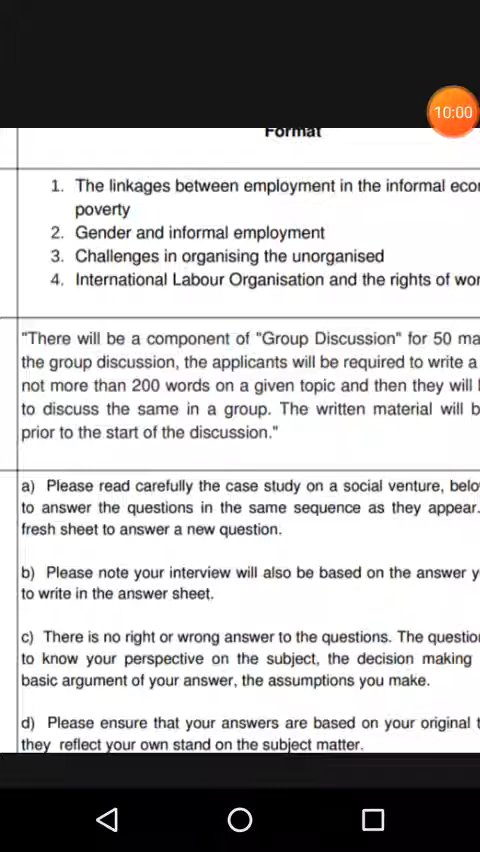 10:00
Format
1. The linkages between employment in the informal
poverty
2. Gender and informal employment
3. Challenges in organising the unorganised
4. International Labour Organisation and the rights of
"There will be a component of "Group Discussion" for 50
the group discussion, the applicants will be required to write a
not more than 200 words on a given topic and then they will
to discuss the same in a group. The written material will
prior to the start of the discussion."
a) Please read carefully the case study on a social venture,
to answer the questions in the same sequence as they appear.
fresh sheet to answer a new question.
b) Please note your interview will also be based on the answer
to write in the answer sheet.
c) There is no right or wrong answer to the questions. The
to know your perspective on the subject, the decision making
basic argument of your answer, the assumptions you make.
d) Please ensure that your answers are based on your original
they reflect your own stand on the subject matter.